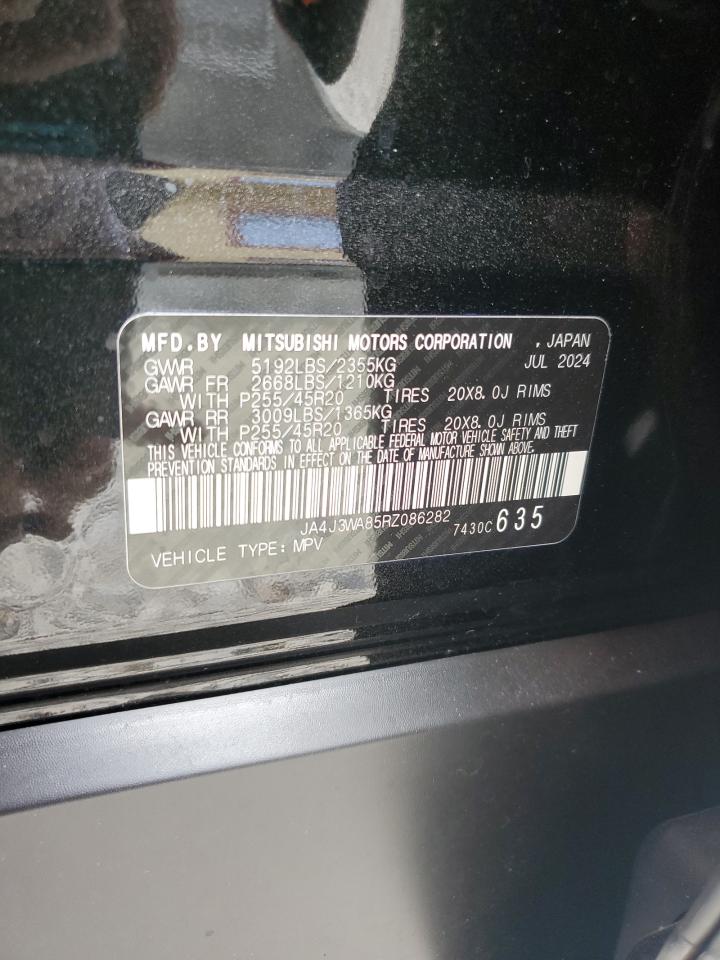 MFD.BY MITSUBISHI MOTORS CORPORATION , JAPAN
GVWR 5192LBS/2355KG JUL 2024
GAWR FR 2668LBS/1210KG
WITH P255/45R20 TIRES 20X8.0J RIMS
GAWR RR 3009LBS/1365KG
WITH P255/45R20 TIRES 20X8.0J RIMS
THIS VEHICLE CONFORMS TO ALL APPLICABLE FEDERAL MOTOR VEHICLE SAFETY AND THEFT
PREVENTION STANDARDS IN EFFECT ON THE DATE OF MANUFACTURE SHOWN ABOVE.
JA4J3WA85RZ086282 7430C 635
VEHICLE TYPE: MPV